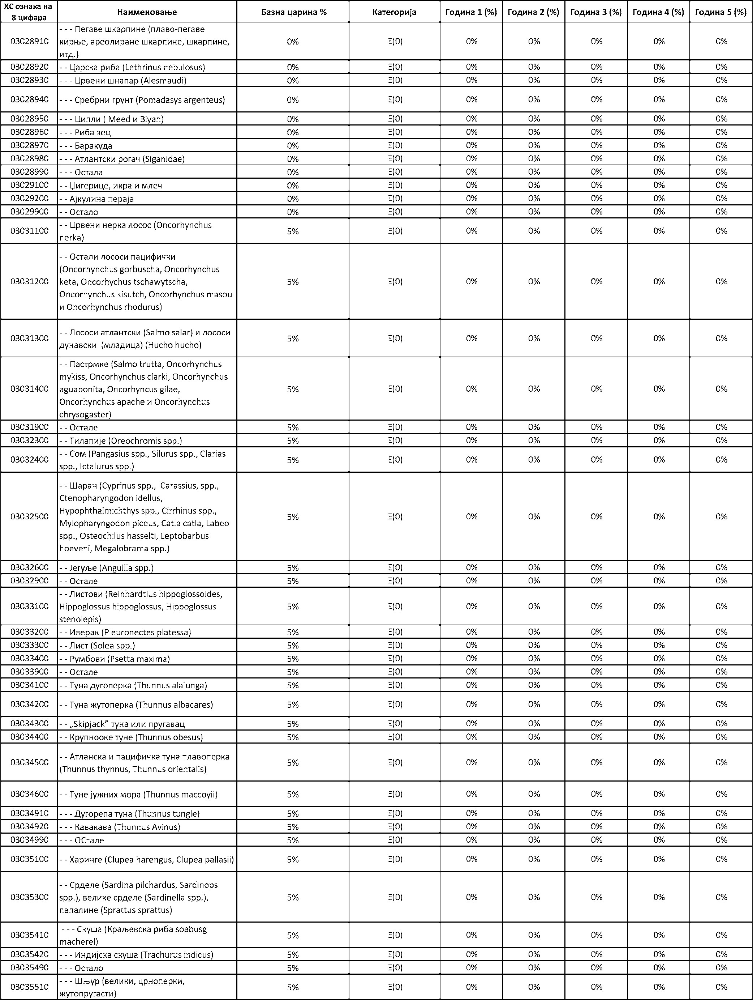 ХС ознака на 8 цифара Наименовање Базна царина % Категорија Година 1 (%) Година 2 (%) Година 3 (%) Година 4 (%) Година 5 (%)
03028910 - - - Пегаве шкарпине (плаво-пегаве
кирње, ареолиране шкарпине, шкарпине,
итд.) 0% E(0) 0% 0% 0% 0% 0%
03028920 - - Царска риба (Lethrinus nebulosus) 0% E(0) 0% 0% 0% 0% 0%
03028930 - - - Црвени шнапар (Alesmaudi) 0% E(0) 0% 0% 0% 0% 0%
03028940 - - - Сребрни грунт (Pomadasys argenteus) 0% E(0) 0% 0% 0% 0% 0%
03028950 - - - Ципли ( Meed и Biyah) 0% E(0) 0% 0% 0% 0% 0%
03028960 - - - Риба зец 0% E(0) 0% 0% 0% 0% 0%
03028970 - - - Баракуда 0% E(0) 0% 0% 0% 0% 0%
03028980 - - - Атлантски рогач (Siganidae) 0% E(0) 0% 0% 0% 0% 0%
03028990 - - - Остала 0% E(0) 0% 0% 0% 0% 0%
03029100 - - Џигерице, икра и млеч 0% E(0) 0% 0% 0% 0% 0%
03029200 - - Ајкулина пераја 0% E(0) 0% 0% 0% 0% 0%
03029900 - - Остало 0% E(0) 0% 0% 0% 0% 0%
03031100 - - Црвени нерка лосос (Oncorhynchus
nerka) 5% E(0) 0% 0% 0% 0% 0%
03031200 - - Остали лососи пацифички
(Oncorhynchus gorbuscha, Oncorhynchus
keta, Oncorhychus tschawytscha,
Oncorhynchus kisutch, Oncorhynchus masou
и Oncorhynchus rhodurus) 5% E(0) 0% 0% 0% 0% 0%
03031300 - - Лососи атлантски (Salmo salar) и лососи
дунавски (младица) (Hucho hucho) 5% E(0) 0% 0% 0% 0% 0%
03031400 - - Пастрмке (Salmo trutta, Oncorhynchus
mykiss, Oncorhynchus clarki, Oncorhynchus
aguabonita, Oncorhyncus gilae,
Oncorhynchus apache и Oncorhynchus
chrysogaster) 5% E(0) 0% 0% 0% 0% 0%
03031900 - - Остале 5% E(0) 0% 0% 0% 0% 0%
03032300 - - Тилапије (Oreochromis spp.) 5% E(0) 0% 0% 0% 0% 0%
03032400 - - Сом (Pangasius spp., Silurus spp., Clarias
spp., Ictalurus spp.) 5% E(0) 0% 0% 0% 0% 0%
03032500 - - Шаран (Cyprinus spp., Carassius, spp.,
Ctenopharyngodon idellus,
Hypophthalmichthys spp., Cirrhinus spp.,
Mylopharyngodon piceus, Catla catla, Labeo
spp., Osteochilus hasselti, Leptobarbus
hoeveni, Megalobrama spp.) 5% E(0) 0% 0% 0% 0% 0%
03032600 - - Јегуље (Anguilla spp.) 5% E(0) 0% 0% 0% 0% 0%
03032900 - - Остале 5% E(0) 0% 0% 0% 0% 0%
03033100 - - Листови (Reinhardtius hippoglossoides,
Hippoglossus hippoglossus, Hippoglossus
stenolepis) 5% E(0) 0% 0% 0% 0% 0%
03033200 - - Иверак (Pleuronectes platessa) 5% E(0) 0% 0% 0% 0% 0%
03033300 - - Лист (Solea spp.) 5% E(0) 0% 0% 0% 0% 0%
03033400 - - Румбови (Psetta maxima) 5% E(0) 0% 0% 0% 0% 0%
03033900 - - Остале 5% E(0) 0% 0% 0% 0% 0%
03034100 - - Туна дугоперка (Thunnus alalunga) 5% E(0) 0% 0% 0% 0% 0%
03034200 - - Туна жутоперка (Thunnus albacares) 5% E(0) 0% 0% 0% 0% 0%
03034300 - - „Skipjack” туна или пругавац 5% E(0) 0% 0% 0% 0% 0%
03034400 - - Крупнооке туне (Thunnus obesus) 5% E(0) 0% 0% 0% 0% 0%
03034500 - - Атланска и пацифичка туна плавоперка
(Thunnus thynnus, Thunnus orientalis) 5% E(0) 0% 0% 0% 0% 0%
03034600 - - Туне јужних мора (Thunnus maccoyii) 5% E(0) 0% 0% 0% 0% 0%
03034910 - - - Дугорепа туна (Thunnus tungle) 5% E(0) 0% 0% 0% 0% 0%
03034920 - - - Кавакава (Thunnus Avinus) 5% E(0) 0% 0% 0% 0% 0%
03034990 - - - ОСтале 5% E(0) 0% 0% 0% 0% 0%
03035100 - - Харинге (Clupea harengus, Clupea pallasii) 5% E(0) 0% 0% 0% 0% 0%
03035300 - - Срделе (Sardina pilchardus, Sardinops
spp.), велике срделе (Sardinella spp.),
папалине (Sprattus sprattus) 5% E(0) 0% 0% 0% 0% 0%
03035410 - - - Скуша (Краљевска риба soabusg
macherel) 5% E(0) 0% 0% 0% 0% 0%
03035420 - - - Индијска скуша (Trachurus indicus) 5% E(0) 0% 0% 0% 0% 0%
03035490 - - - Остало 5% E(0) 0% 0% 0% 0% 0%
03035510 - - - Шњур (велики, црноперки,
жутопругасти) 5% E(0) 0% 0% 0% 0% 0%